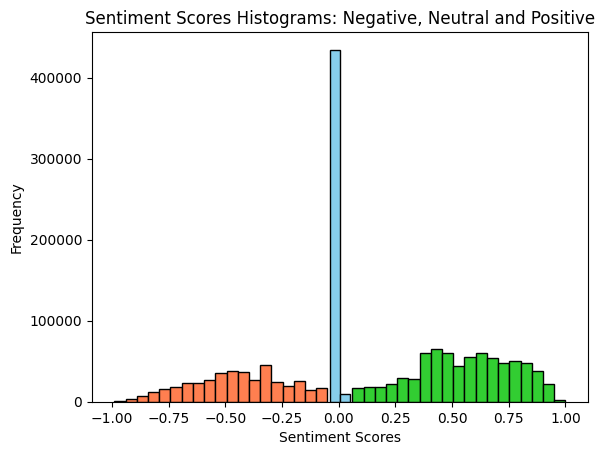 Sentiment Scores Histograms: Negative, Neutral and Positive
400000
300000
200000
100000
0
Frequency
−1.00 −0.75 −0.50 −0.25 0.00 0.25 0.50 0.75 1.00
Sentiment Scores